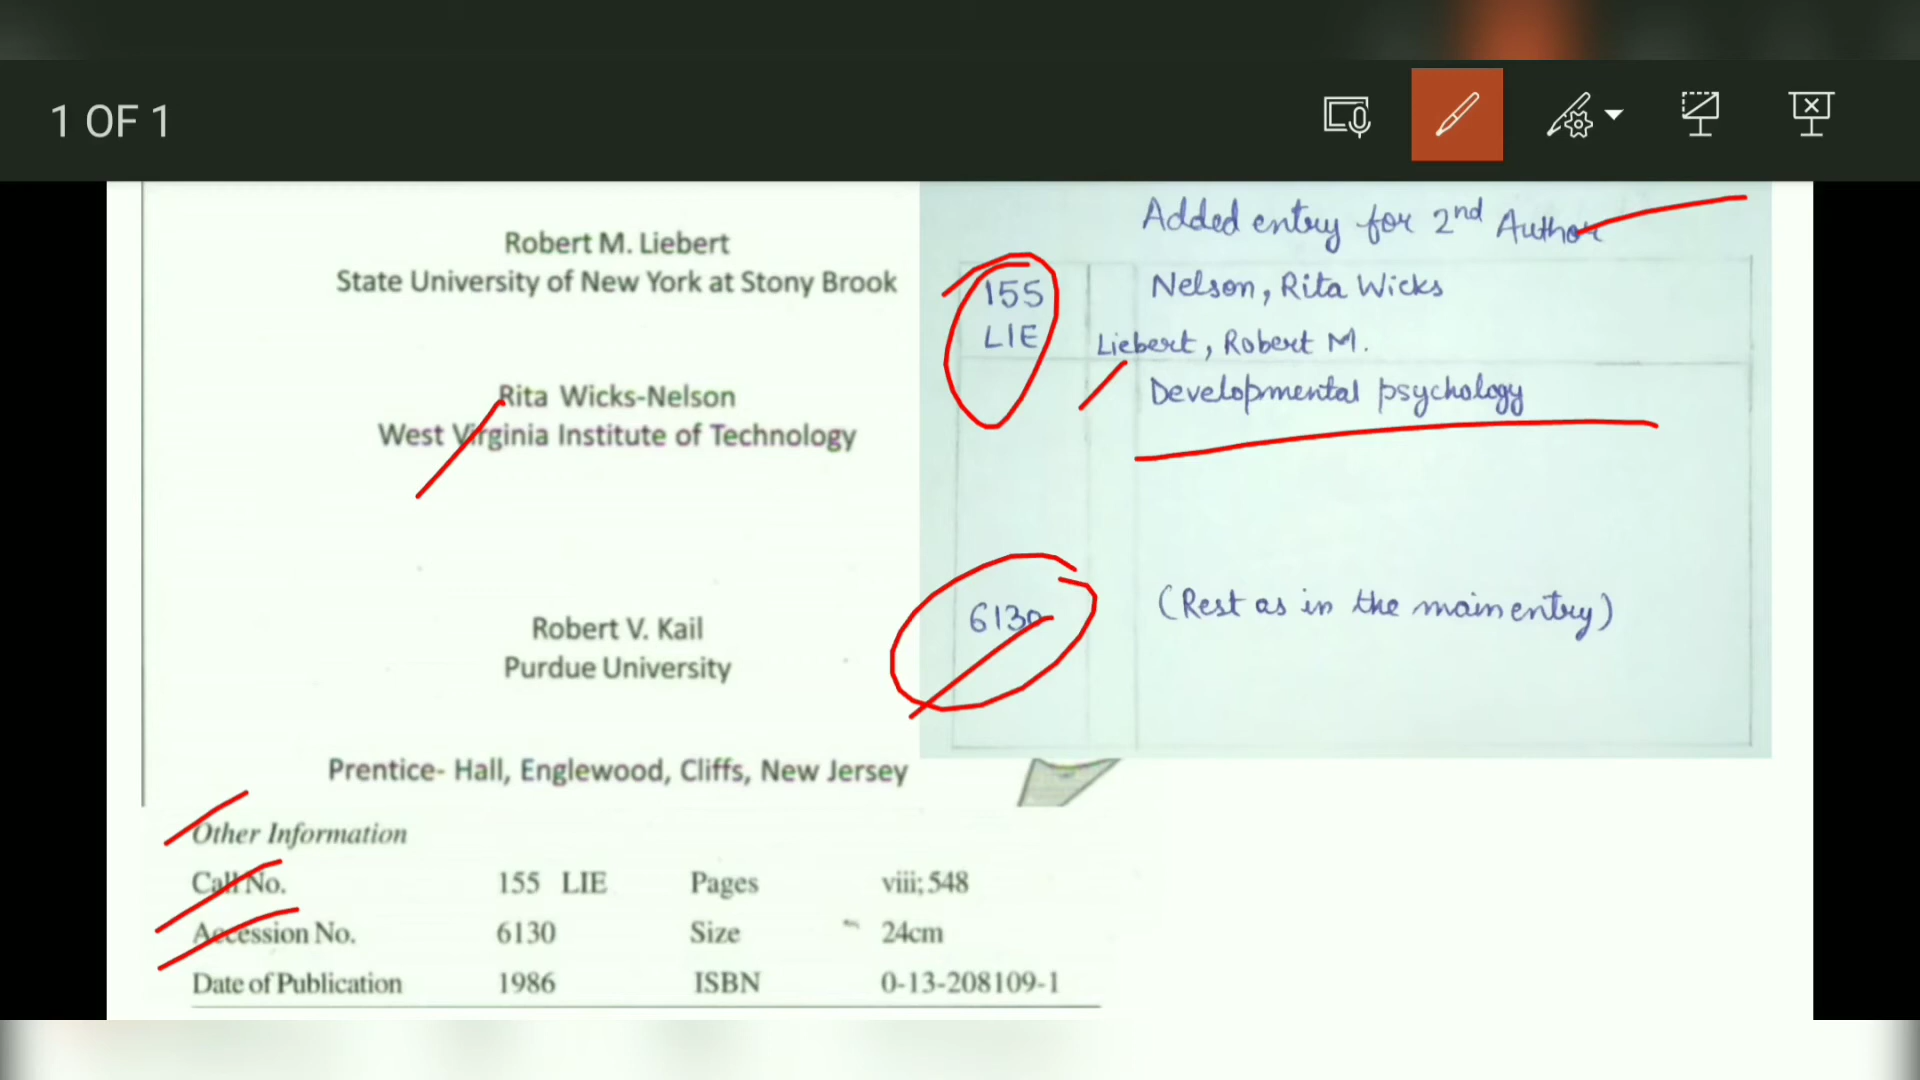 1 OF 1
Robert M. Liebert
State University of New York at Stony Brook
Rita Wicks-Nelson
West Virginia Institute of Technology
Robert V. Kail
Purdue University
Prentice- Hall, Englewood, Cliffs, New Jersey
Other Information
Call No. 155 LIE Pages viii; 548
Accession No. 6130 Size 24cm
Date of Publication 1986 ISBN 0-13-208109-1
Added entry for 2nd Author
155 Nelson, Rita Wicks
LIE Liebert, Robert M.
Developmental psychology
6130 (Rest as in the main entry)